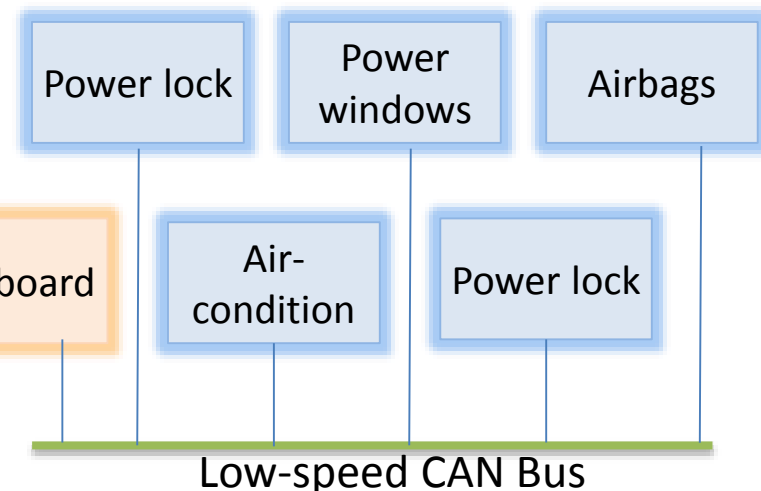 Power lock
Power
windows
Airbags
board
Air-
condition
Power lock
Low-speed CAN Bus